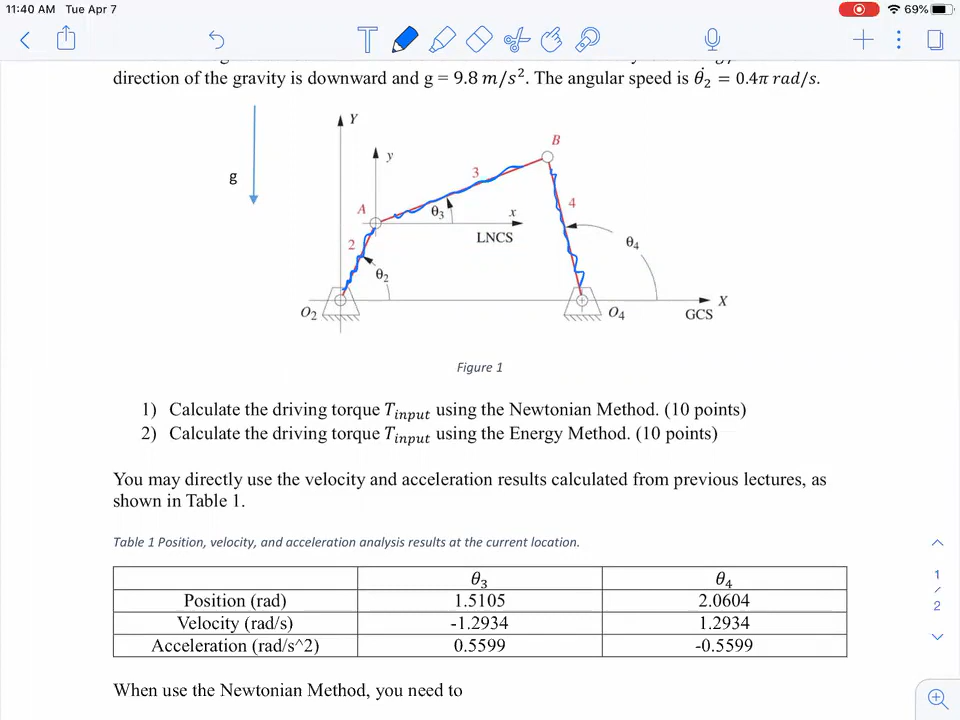 11:40 AM Tue Apr 7
69%
direction of the gravity is downward and g = 9.8 m/s². The angular speed is θ̇₂ = 0.4π rad/s.
Y
B
y
g
3
A
θ₃
x
4
LNCS
2
θ₄
θ₂
X
O₂
O₄
GCS
Figure 1
1) Calculate the driving torque T_input using the Newtonian Method. (10 points)
2) Calculate the driving torque T_input using the Energy Method. (10 points)
You may directly use the velocity and acceleration results calculated from previous lectures, as
shown in Table 1.
Table 1 Position, velocity, and acceleration analysis results at the current location.
θ₃ θ₄
Position (rad) 1.5105 2.0604
Velocity (rad/s) -1.2934 1.2934
Acceleration (rad/s^2) 0.5599 -0.5599
When use the Newtonian Method, you need to
1
/
2